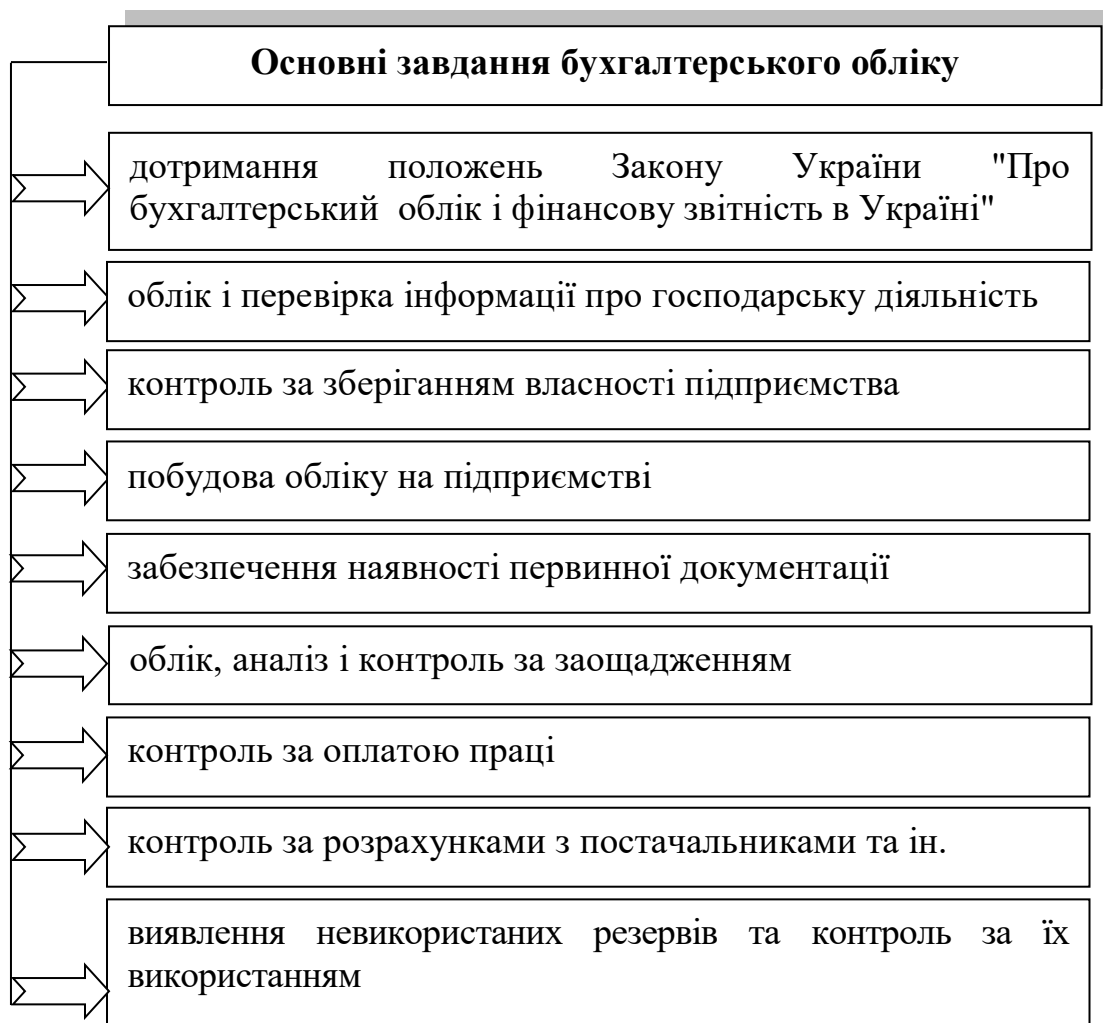 Основні завдання бухгалтерського обліку
дотримання положень Закону України "Про
бухгалтерський облік і фінансову звітність в Україні"
облік і перевірка інформації про господарську діяльність
контроль за зберіганням власності підприємства
побудова обліку на підприємстві
забезпечення наявності первинної документації
облік, аналіз і контроль за заощадженням
контроль за оплатою праці
контроль за розрахунками з постачальниками та ін.
виявлення невикористаних резервів та контроль за їх
використанням